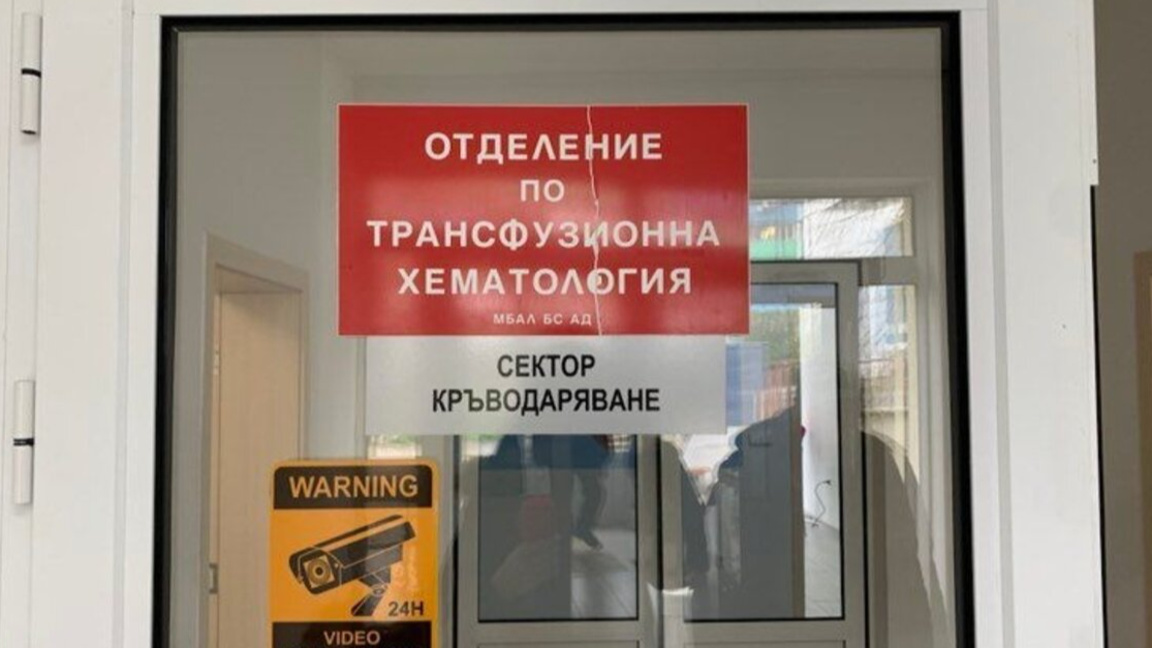 ОТДЕЛЕНИЕ
ПО
ТРАНСФУЗИОННА
ХЕМАТОЛОГИЯ
МБАЛ БС АД
СЕКТОР
КРЪВОДАРЯВАНЕ
WARNING
24H
VIDEO